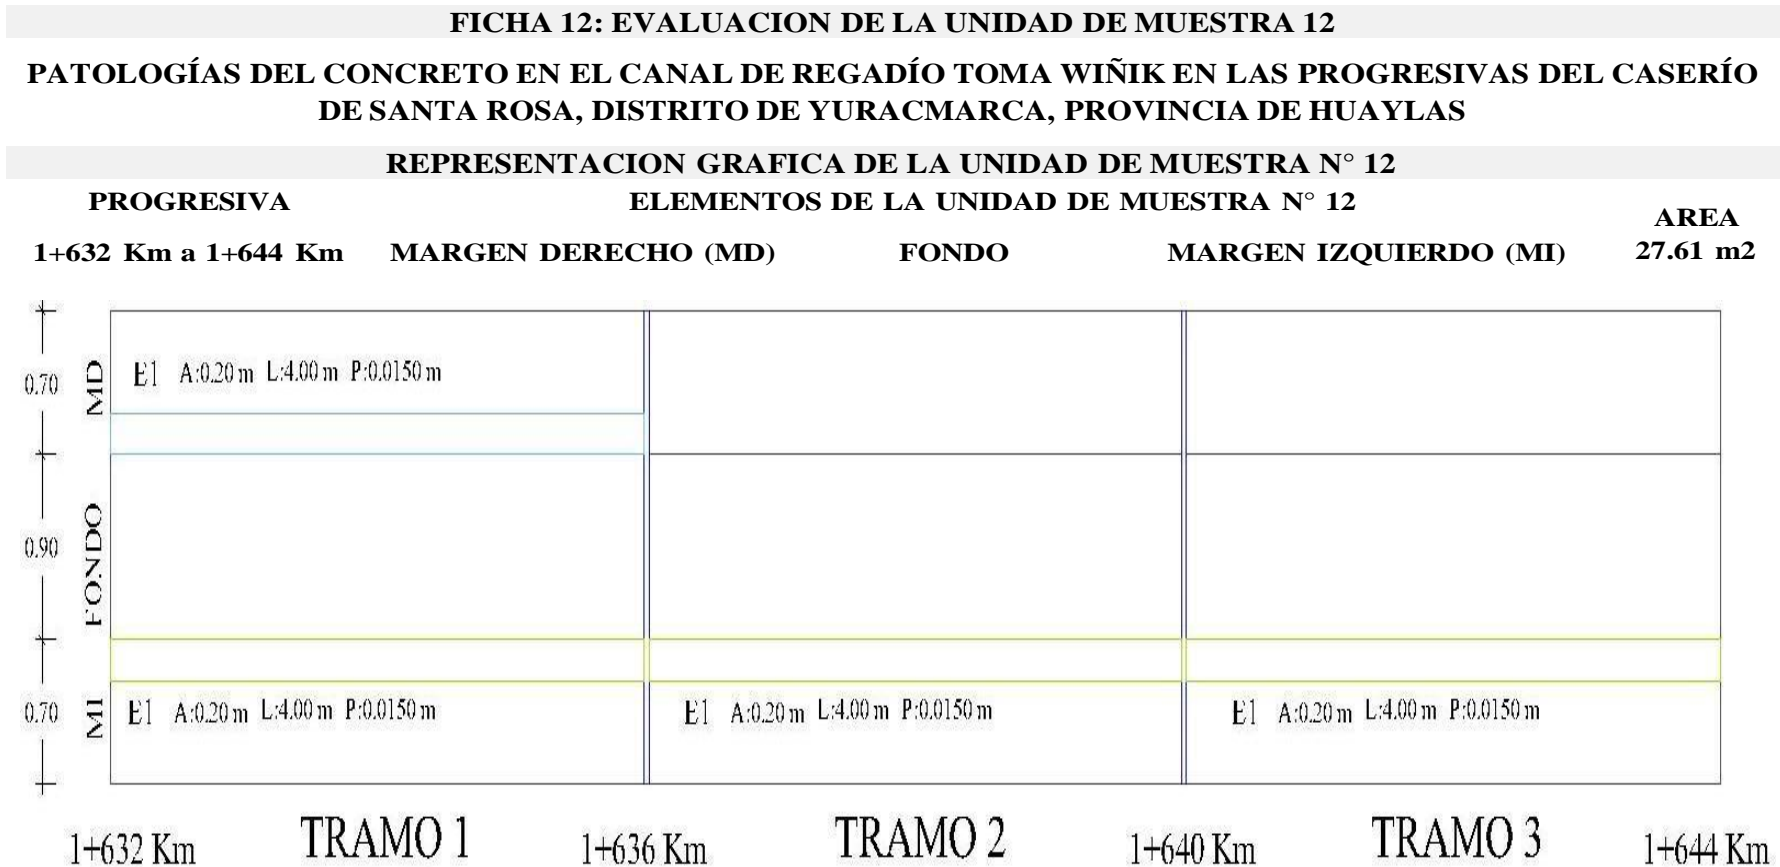 FICHA 12: EVALUACION DE LA UNIDAD DE MUESTRA 12
PATOLOGÍAS DEL CONCRETO EN EL CANAL DE REGADÍO TOMA WIÑIK EN LAS PROGRESIVAS DEL CASERÍO
DE SANTA ROSA, DISTRITO DE YURACMARCA, PROVINCIA DE HUAYLAS
REPRESENTACION GRAFICA DE LA UNIDAD DE MUESTRA N° 12
PROGRESIVA
ELEMENTOS DE LA UNIDAD DE MUESTRA N° 12
AREA
1+632 Km a 1+644 Km
MARGEN DERECHO (MD)
FONDO
MARGEN IZQUIERDO (MI)
27.61 m2
0.70
MD
E1 A:0.20 m L:4.00 m P:0.0150 m
0.90
FONDO
0.70
MI
E1 A:0.20 m L:4.00 m P:0.0150 m
E1 A:0.20 m L:4.00 m P:0.0150 m
E1 A:0.20 m L:4.00 m P:0.0150 m
1+632 Km
TRAMO 1
1+636 Km
TRAMO 2
1+640 Km
TRAMO 3
1+644 Km